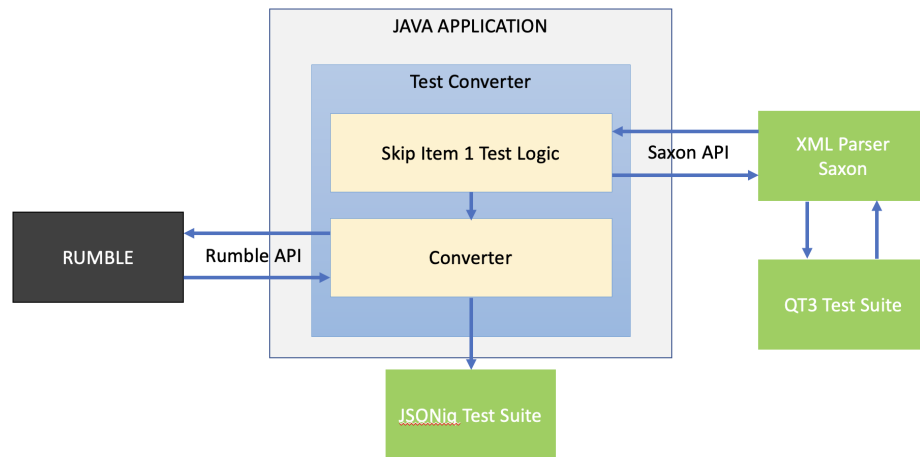 JAVA APPLICATION
Test Converter
Skip Item 1 Test Logic
Saxon API
XML Parser
Saxon
RUMBLE
Rumble API
Converter
QT3 Test Suite
JSONiq Test Suite